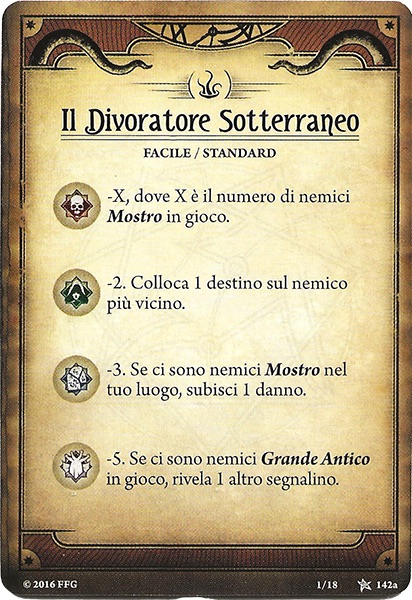 Il Divoratore Sotterraneo
FACILE / STANDARD
-X, dove X è il numero di nemici
Mostro in gioco.
-2. Colloca 1 destino sul nemico
più vicino.
-3. Se ci sono nemici Mostro nel
tuo luogo, subisci 1 danno.
-5. Se ci sono nemici Grande Antico
in gioco, rivela 1 altro segnalino.
© 2016 FFG
1/18
142a